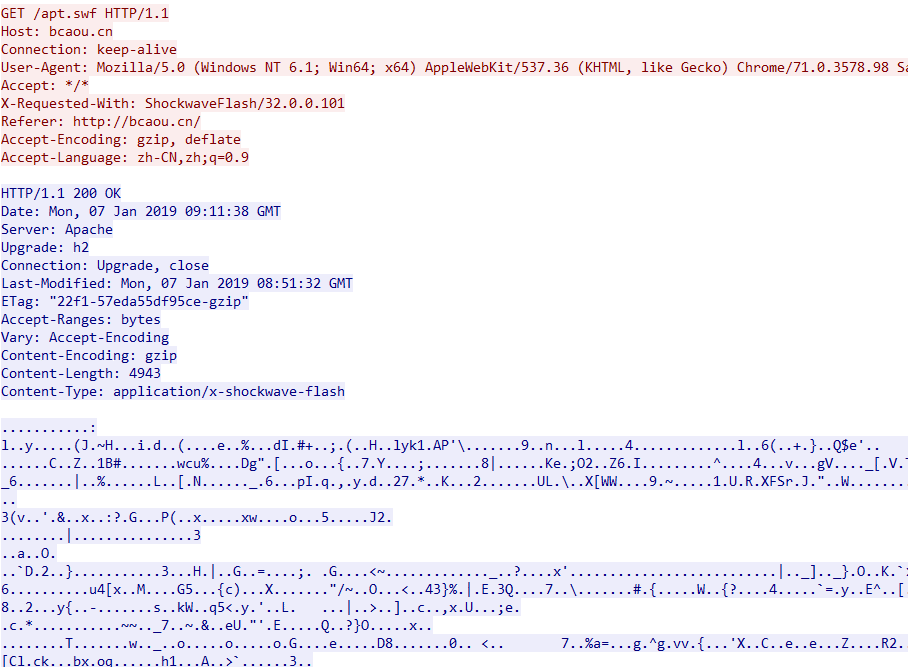 GET /apt.swf HTTP/1.1
Host: bcaou.cn
Connection: keep-alive
User-Agent: Mozilla/5.0 (Windows NT 6.1; Win64; x64) AppleWebKit/537.36 (KHTML, like Gecko) Chrome/71.0.3578.98 Sa
Accept: */*
X-Requested-With: ShockwaveFlash/32.0.0.101
Referer: http://bcaou.cn/
Accept-Encoding: gzip, deflate
Accept-Language: zh-CN,zh;q=0.9
HTTP/1.1 200 OK
Date: Mon, 07 Jan 2019 09:11:38 GMT
Server: Apache
Upgrade: h2
Connection: Upgrade, close
Last-Modified: Mon, 07 Jan 2019 08:51:32 GMT
ETag: "22f1-57eda55df95ce-gzip"
Accept-Ranges: bytes
Vary: Accept-Encoding
Content-Encoding: gzip
Content-Length: 4943
Content-Type: application/x-shockwave-flash
...........:
l..y.....(J.~H...i.d..(....e..%...dI.#+..;.(..H..lyk1.AP'\.......9..n...l.....4.............l..6(..+.}..Q$e'..
......C..Z..1B#.......wcu%....Dg".[...o...{..7.Y....;.......8|......Ke.;O2..Z6.I.........^....4...v...gV...._[.V.
_6.......|..%......L..[.N......_.6...pI.q.,.y.d..27.*..K...2.......UL.\..X[WW....9.~.....1.U.R.XFSr.J."..W........
..
3(v..'.&..x..:?.G...P(..x.....xw....o...5.....J2.
........|...............3
..a..O.
..`D.2..}...........3...H.|..G..=....;. .G....<~............._..?....x'..........................|.._].._}.O..K.`
6..........u4[x..M....G5...{c)...X......."/~..O...<..43}%.|.E.3Q....7..\.......#.{.....W..{?....4.....`=.y..E^..[
8..2...y{..-.......s..kW..q5<.y.'..L. ...|..>..]..c..,x.U...;e.
.c.*...........~~.._7..~.&..eU."'.E.....Q..?}O.....x..
........T.......w.._..o.....o.....o.G....e....D8.......0.. <.. 7..%a=...g.^g.vv.{...'X..C..e..e...Z....R2.
[Cl.ck...bx.oq......h1...A..>`......3..